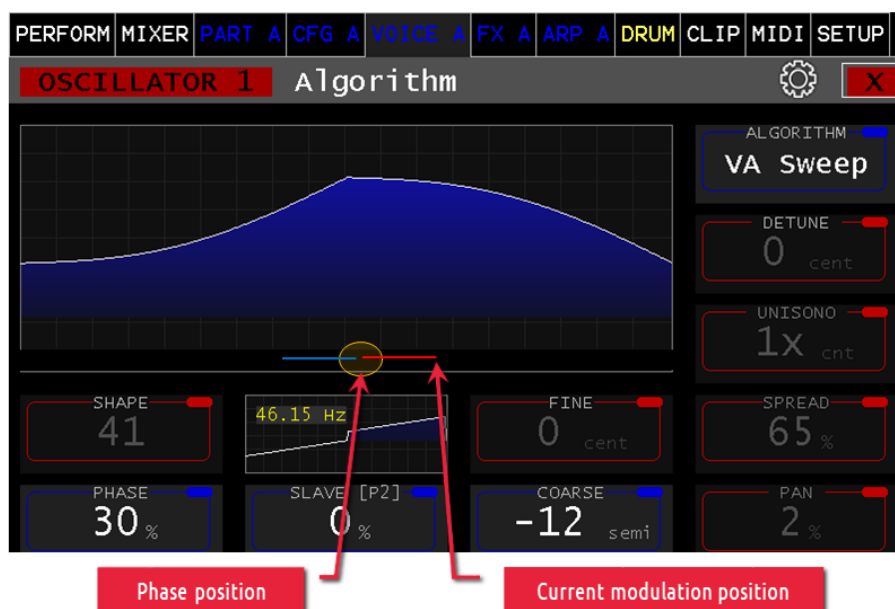 PERFORM MIXER PART A CFG A VOICE A FX A ARP A DRUM CLIP MIDI SETUP
OSCILLATOR 1 Algorithm X
ALGORITHM
VA Sweep
DETUNE
0 cent
UNISONO
1x cnt
SHAPE
41
46.15 Hz
FINE
0 cent
SPREAD
65 %
PHASE
30 %
SLAVE [P2]
0 %
COARSE
-12 semi
PAN
2 %
Phase position
Current modulation position